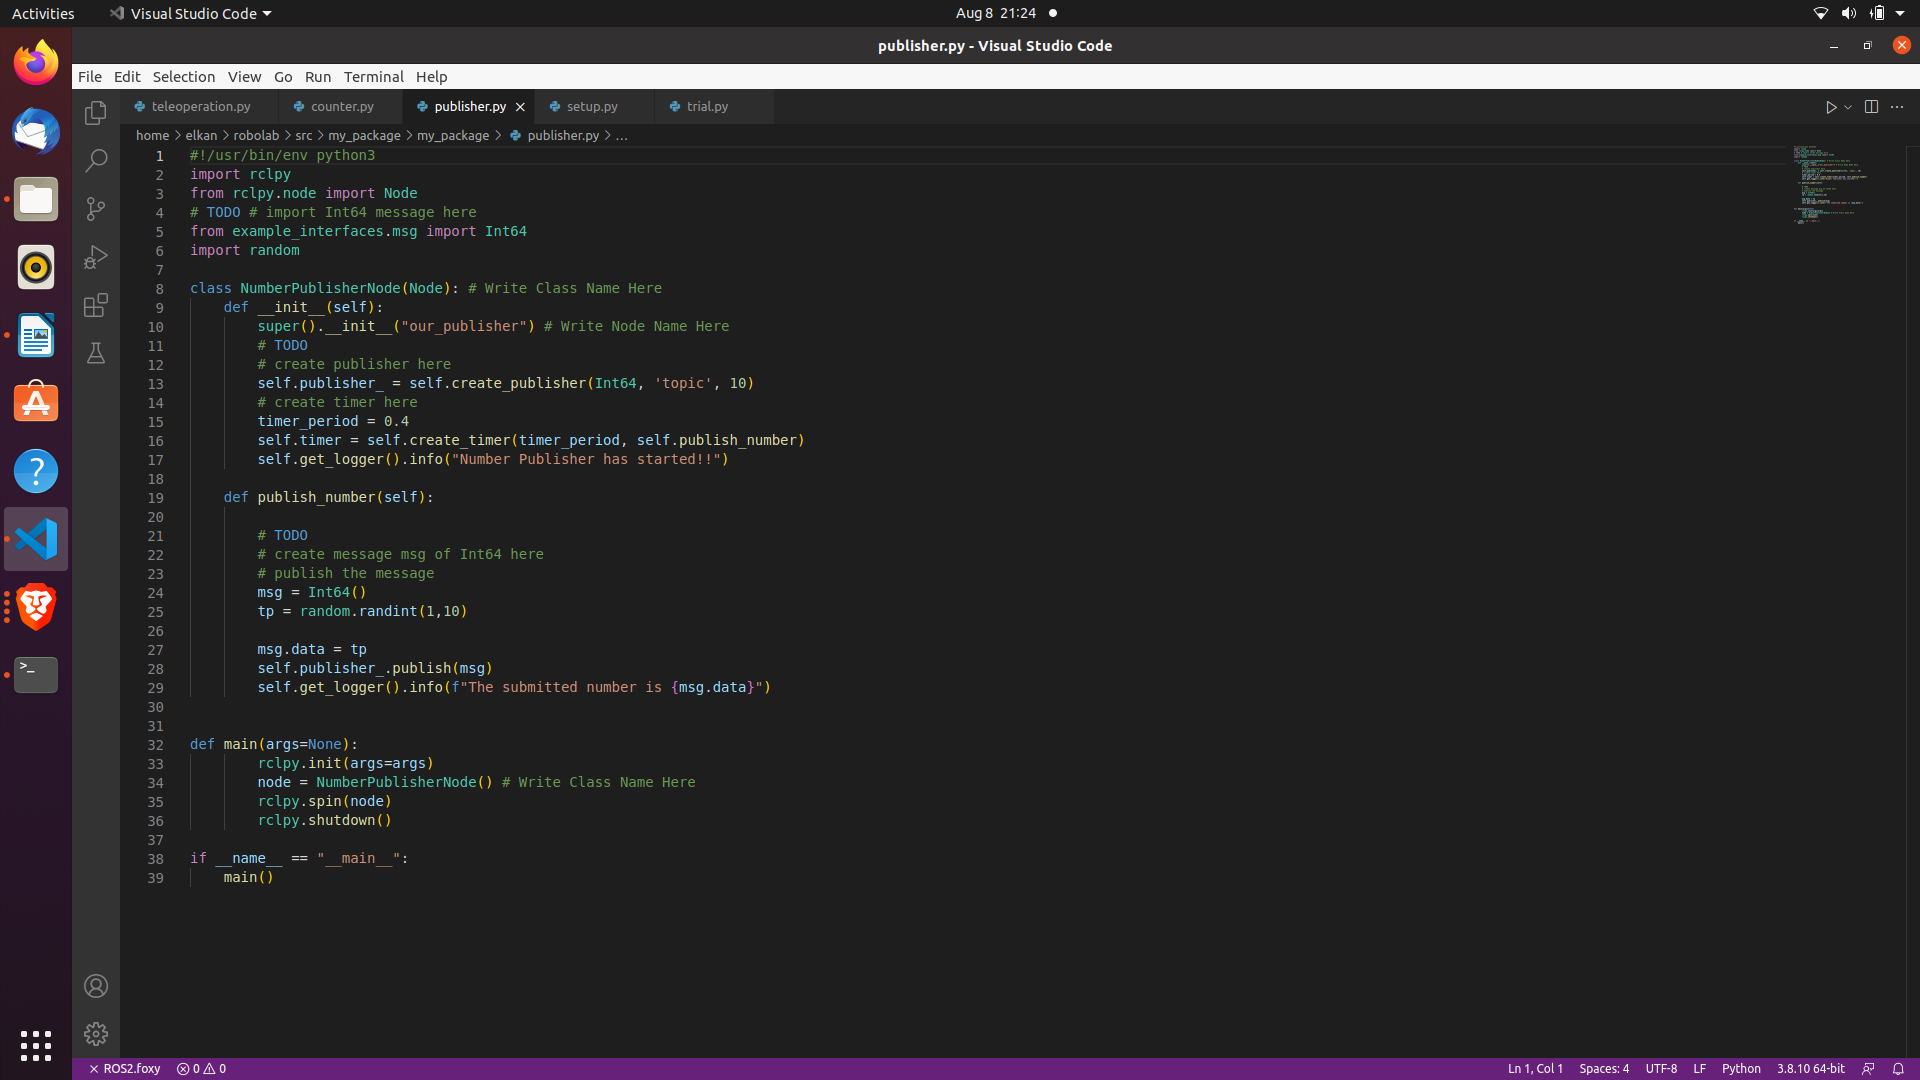 Activities
Visual Studio Code
Aug 8 21:24
publisher.py - Visual Studio Code
File Edit Selection View Go Run Terminal Help
teleoperation.py
counter.py
publisher.py
setup.py
trial.py
home > elkan > robolab > src > my_package > my_package > publisher.py > ...
1 #!/usr/bin/env python3
2 import rclpy
3 from rclpy.node import Node
4 # TODO # import Int64 message here
5 from example_interfaces.msg import Int64
6 import random
7
8 class NumberPublisherNode(Node): # Write Class Name Here
9     def __init__(self):
10         super().__init__("our_publisher") # Write Node Name Here
11         # TODO
12         # create publisher here
13         self.publisher_ = self.create_publisher(Int64, 'topic', 10)
14         # create timer here
15         timer_period = 0.4
16         self.timer = self.create_timer(timer_period, self.publish_number)
17         self.get_logger().info("Number Publisher has started!!")
18
19     def publish_number(self):
20
21         # TODO
22         # create message msg of Int64 here
23         # publish the message
24         msg = Int64()
25         tp = random.randint(1,10)
26
27         msg.data = tp
28         self.publisher_.publish(msg)
29         self.get_logger().info(f"The submitted number is {msg.data}")
30
31
32 def main(args=None):
33         rclpy.init(args=args)
34         node = NumberPublisherNode() # Write Class Name Here
35         rclpy.spin(node)
36         rclpy.shutdown()
37
38 if __name__ == "__main__":
39     main()
ROS2.foxy
0 0
Ln 1, Col 1
Spaces: 4
UTF-8
LF
Python
3.8.10 64-bit